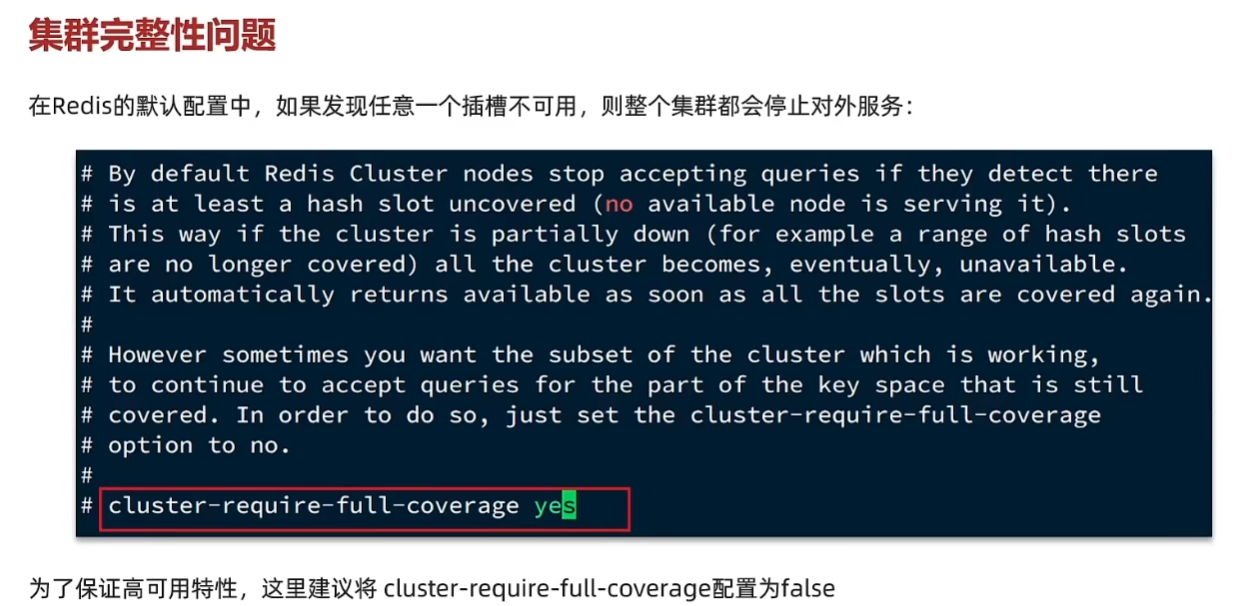 集群完整性问题
在Redis的默认配置中，如果发现任意一个插槽不可用，则整个集群都会停止对外服务：
# By default Redis Cluster nodes stop accepting queries if they detect there
# is at least a hash slot uncovered (no available node is serving it).
# This way if the cluster is partially down (for example a range of hash slots
# are no longer covered) all the cluster becomes, eventually, unavailable.
# It automatically returns available as soon as all the slots are covered again.
#
# However sometimes you want the subset of the cluster which is working,
# to continue to accept queries for the part of the key space that is still
# covered. In order to do so, just set the cluster-require-full-coverage
# option to no.
#
# cluster-require-full-coverage yes
为了保证高可用特性，这里建议将 cluster-require-full-coverage配置为false